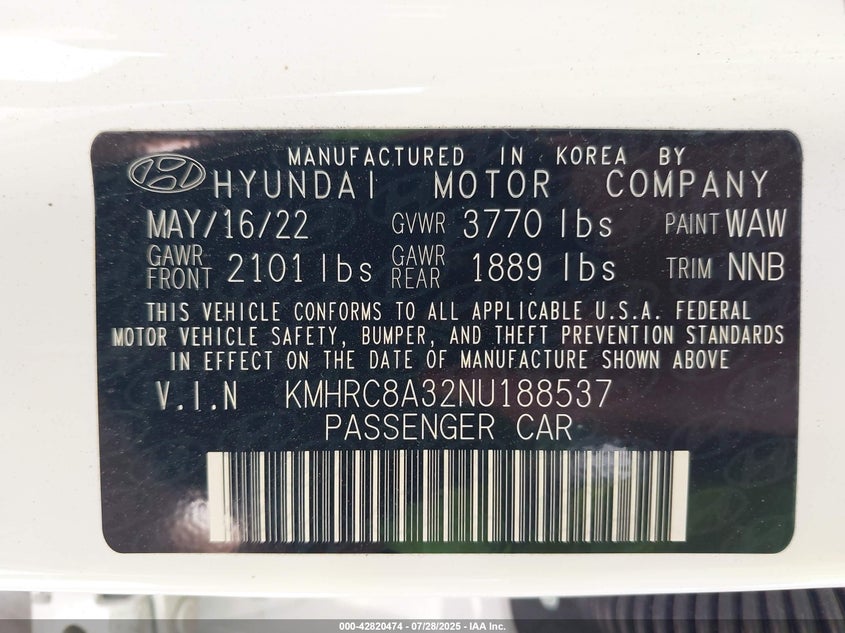 MANUFACTURED IN KOREA BY
HYUNDAI MOTOR COMPANY
MAY/16/22 GVWR 3770 lbs PAINT WAW
GAWR FRONT 2101 lbs GAWR REAR 1889 lbs TRIM NNB
THIS VEHICLE CONFORMS TO ALL APPLICABLE U.S.A. FEDERAL
MOTOR VEHICLE SAFETY, BUMPER, AND THEFT PREVENTION STANDARDS
IN EFFECT ON THE DATE OF MANUFACTURE SHOWN ABOVE
V.I.N KMHRC8A32NU188537
PASSENGER CAR
000-42820474 - 07/28/2025 - IAA Inc.